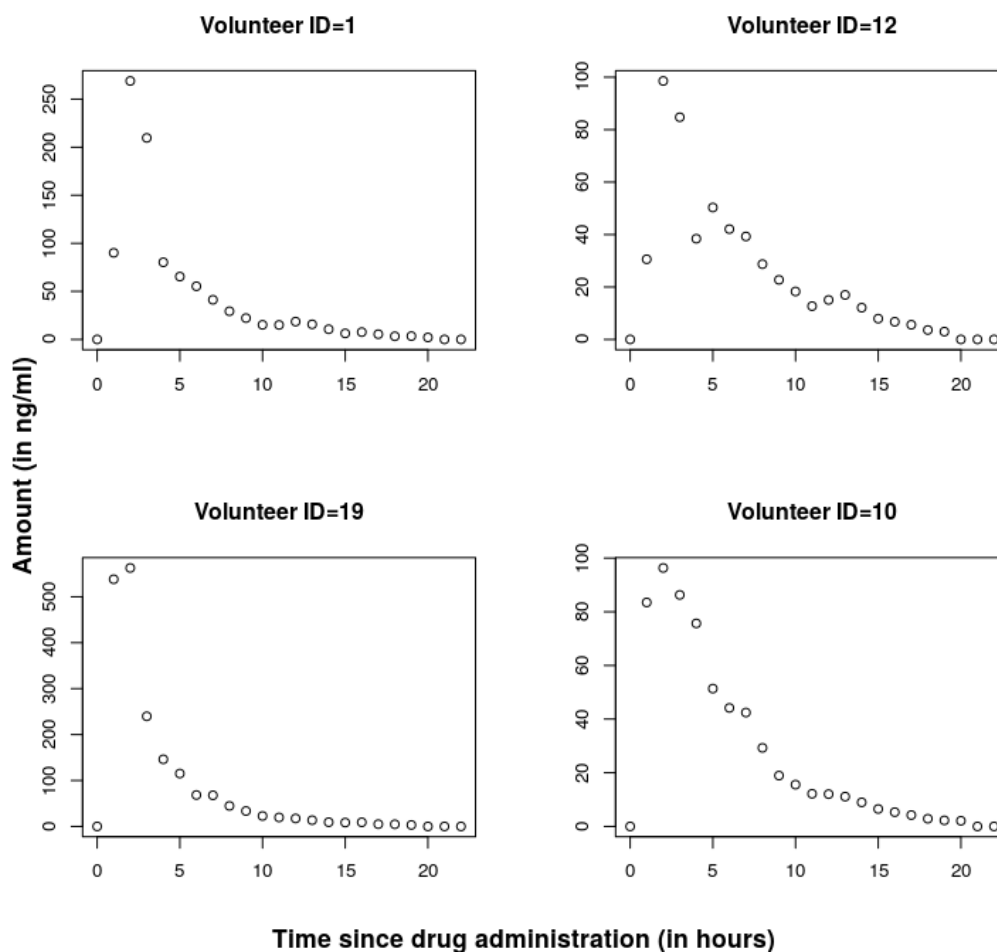 Volunteer ID=1
250
200
150
100
50
0
0 5 10 15 20
Volunteer ID=12
100
80
60
40
20
0
0 5 10 15 20
Amount (in ng/ml)
Volunteer ID=19
500
400
300
200
100
0
0 5 10 15 20
Volunteer ID=10
100
80
60
40
20
0
0 5 10 15 20
Time since drug administration (in hours)